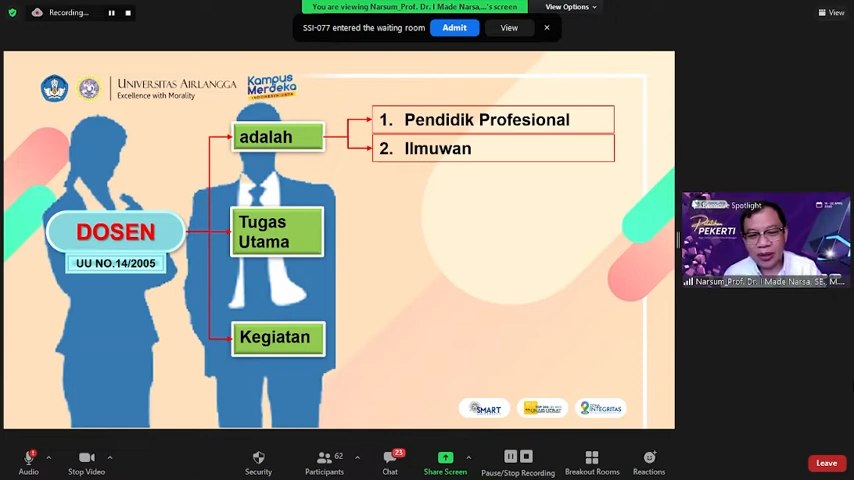 Recording...
You are viewing Narsum_Prof. Dr. I Made Narsa,...'s screen
View Options
View
SSI-077 entered the waiting room
Admit
View
UNIVERSITAS AIRLANGGA
Excellence with Morality
Kampus
Merdeka
INDONESIA JAYA
adalah
1. Pendidik Profesional
2. Ilmuwan
DOSEN
UU NO.14/2005
Tugas
Utama
Kegiatan
SMART
INTEGRITAS
Spotlight
Pelatihan
PEKERTI
Narsum_Prof. Dr. I Made Narsa, SE., M....
Audio
Stop Video
Security
62
Participants
23
Chat
Share Screen
Pause/Stop Recording
Breakout Rooms
Reactions
Leave